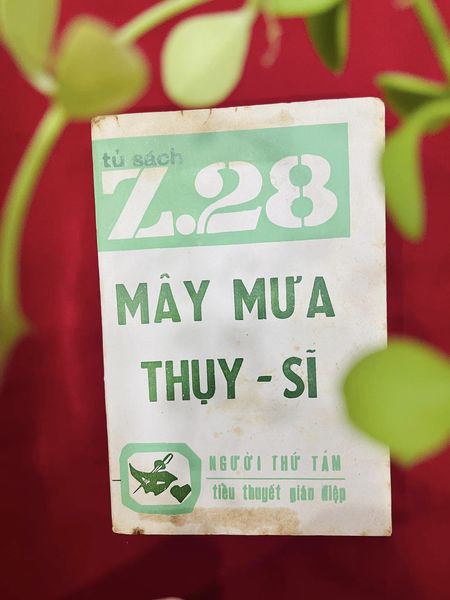 tủ sách
Z.28
MÂY MƯA
THỤY - SĨ
NGƯỜI THỨ TÁM
tiểu thuyết gián điệp